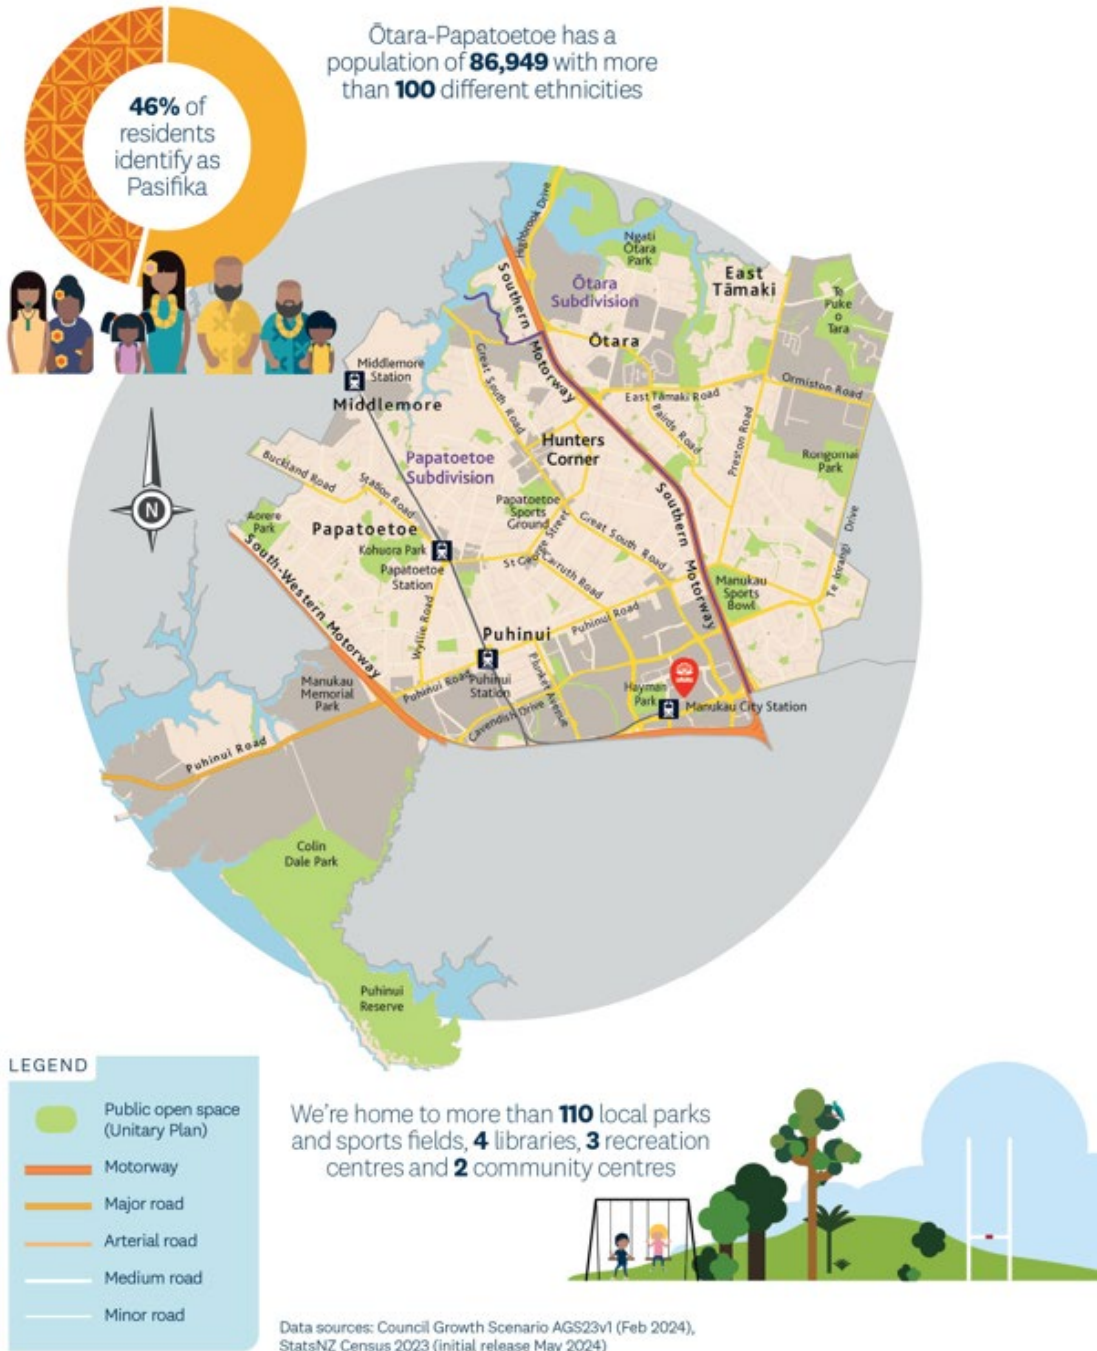 Ōtara-Papatoetoe has a
population of 86,949 with more
than 100 different ethnicities
46% of
residents
identify as
Pasifika
Highbrook Drive
Ngati
Ōtara
Park
East
Tāmaki
Te
Puke
o
Tara
Southern
Motorway
Ōtara
Subdivision
Ōtara
Middlemore
Station
Middlemore
Great South Road
Ormiston Road
East Tāmaki Road
Bairds Road
Preston Road
Hunters
Corner
Rongomai
Park
Papatoetoe
Subdivision
Buckland Road
Station Road
Papatoetoe
Sports
Ground
Southern
Motorway
Aorere
Park
Papatoetoe
Kohuora Park
Papatoetoe
Station
St George Street
Great South Road
Carruth Road
Te Irirangi Drive
South-Western Motorway
Manukau
Sports
Bowl
Wyllie Road
Puhinui
Puhinui Road
Puhinui
Station
Puhinui Road
Plunket Avenue
Cavendish Drive
Hayman
Park
Manukau City Station
Manukau
Memorial
Park
Puhinui Road
N
Colin
Dale Park
Puhinui
Reserve
LEGEND
Public open space
(Unitary Plan)
Motorway
Major road
Arterial road
Medium road
Minor road
We're home to more than 110 local parks
and sports fields, 4 libraries, 3 recreation
centres and 2 community centres
Data sources: Council Growth Scenario AGS23v1 (Feb 2024),
StatsNZ Census 2023 (initial release May 2024)